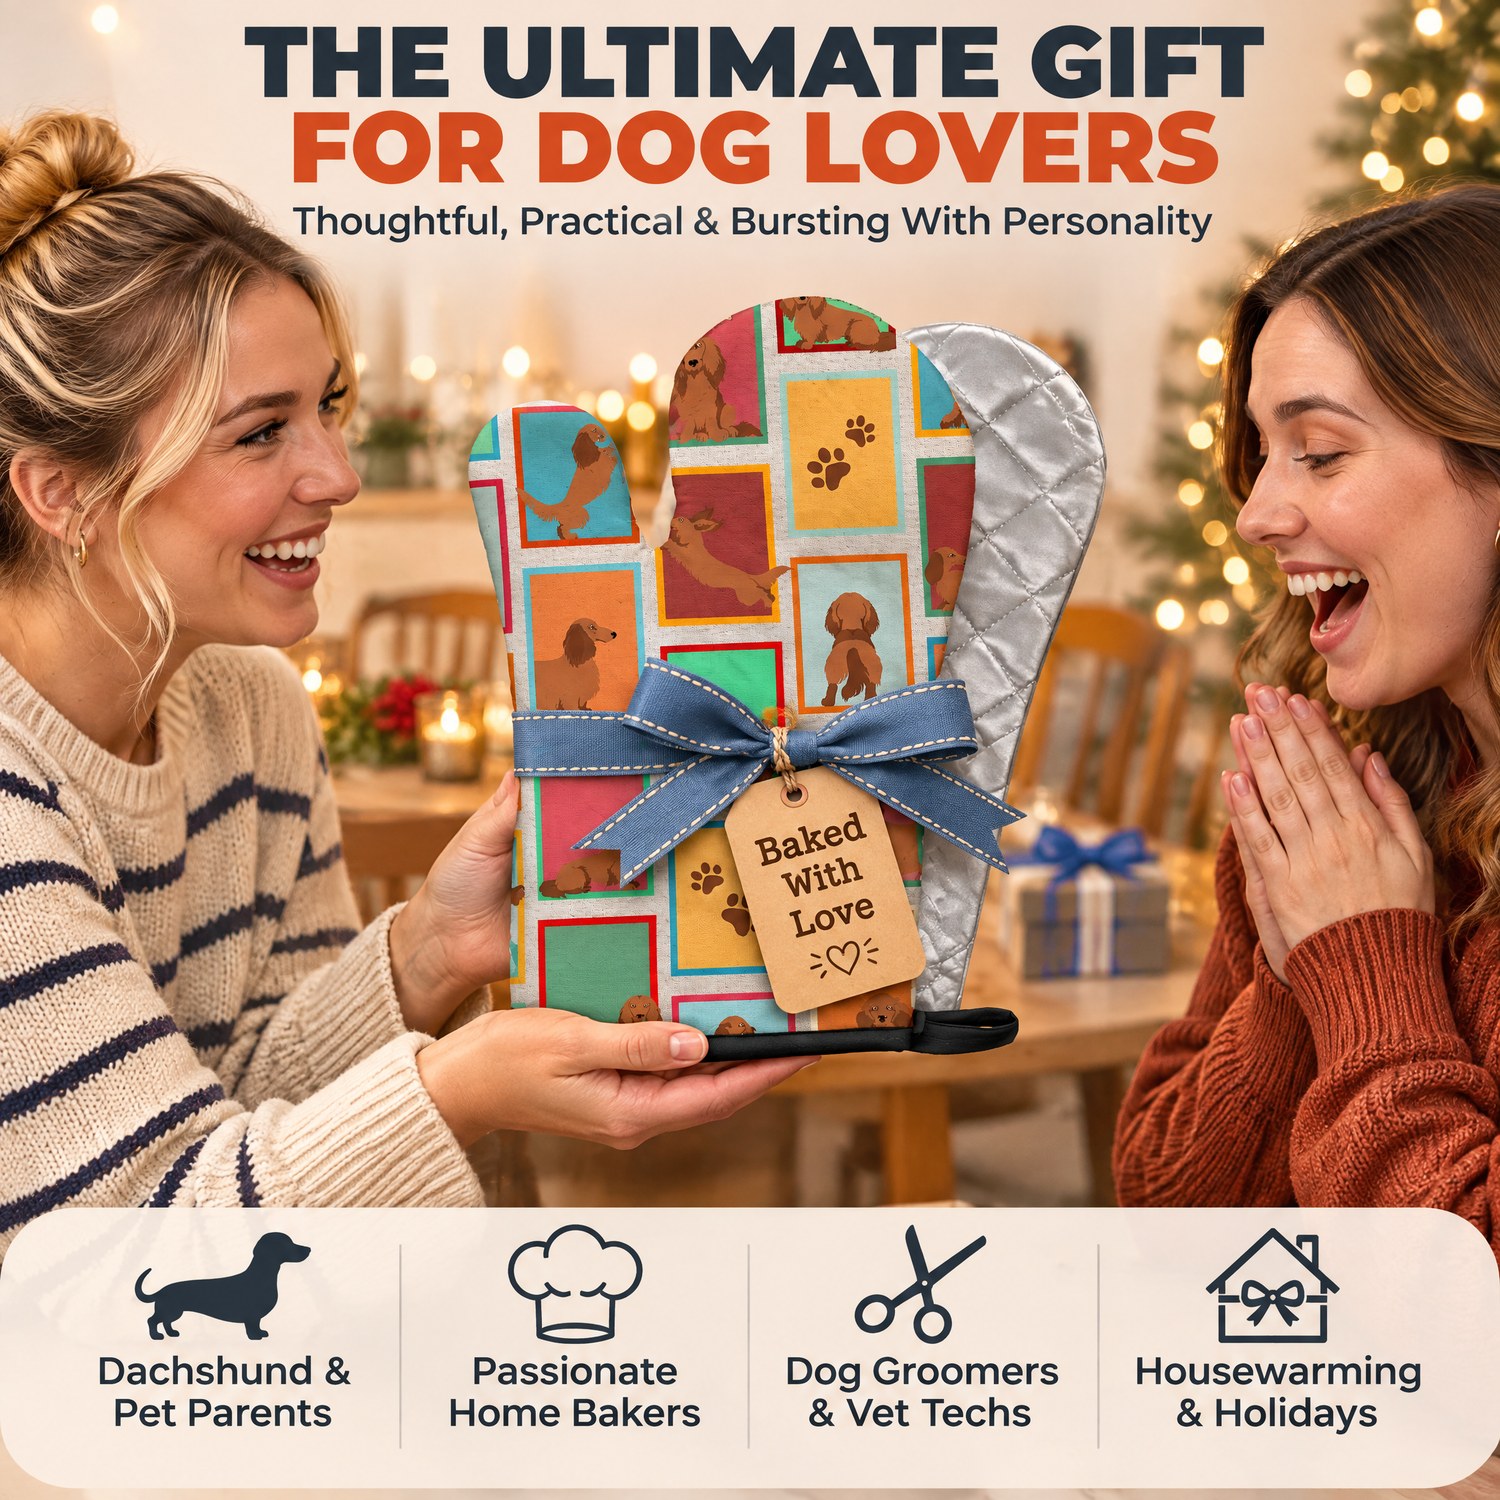 THE ULTIMATE GIFT
FOR DOG LOVERS
Thoughtful, Practical & Bursting With Personality
Baked
With
Love
Dachshund &
Pet Parents
Passionate
Home Bakers
Dog Groomers
& Vet Techs
Housewarming
& Holidays